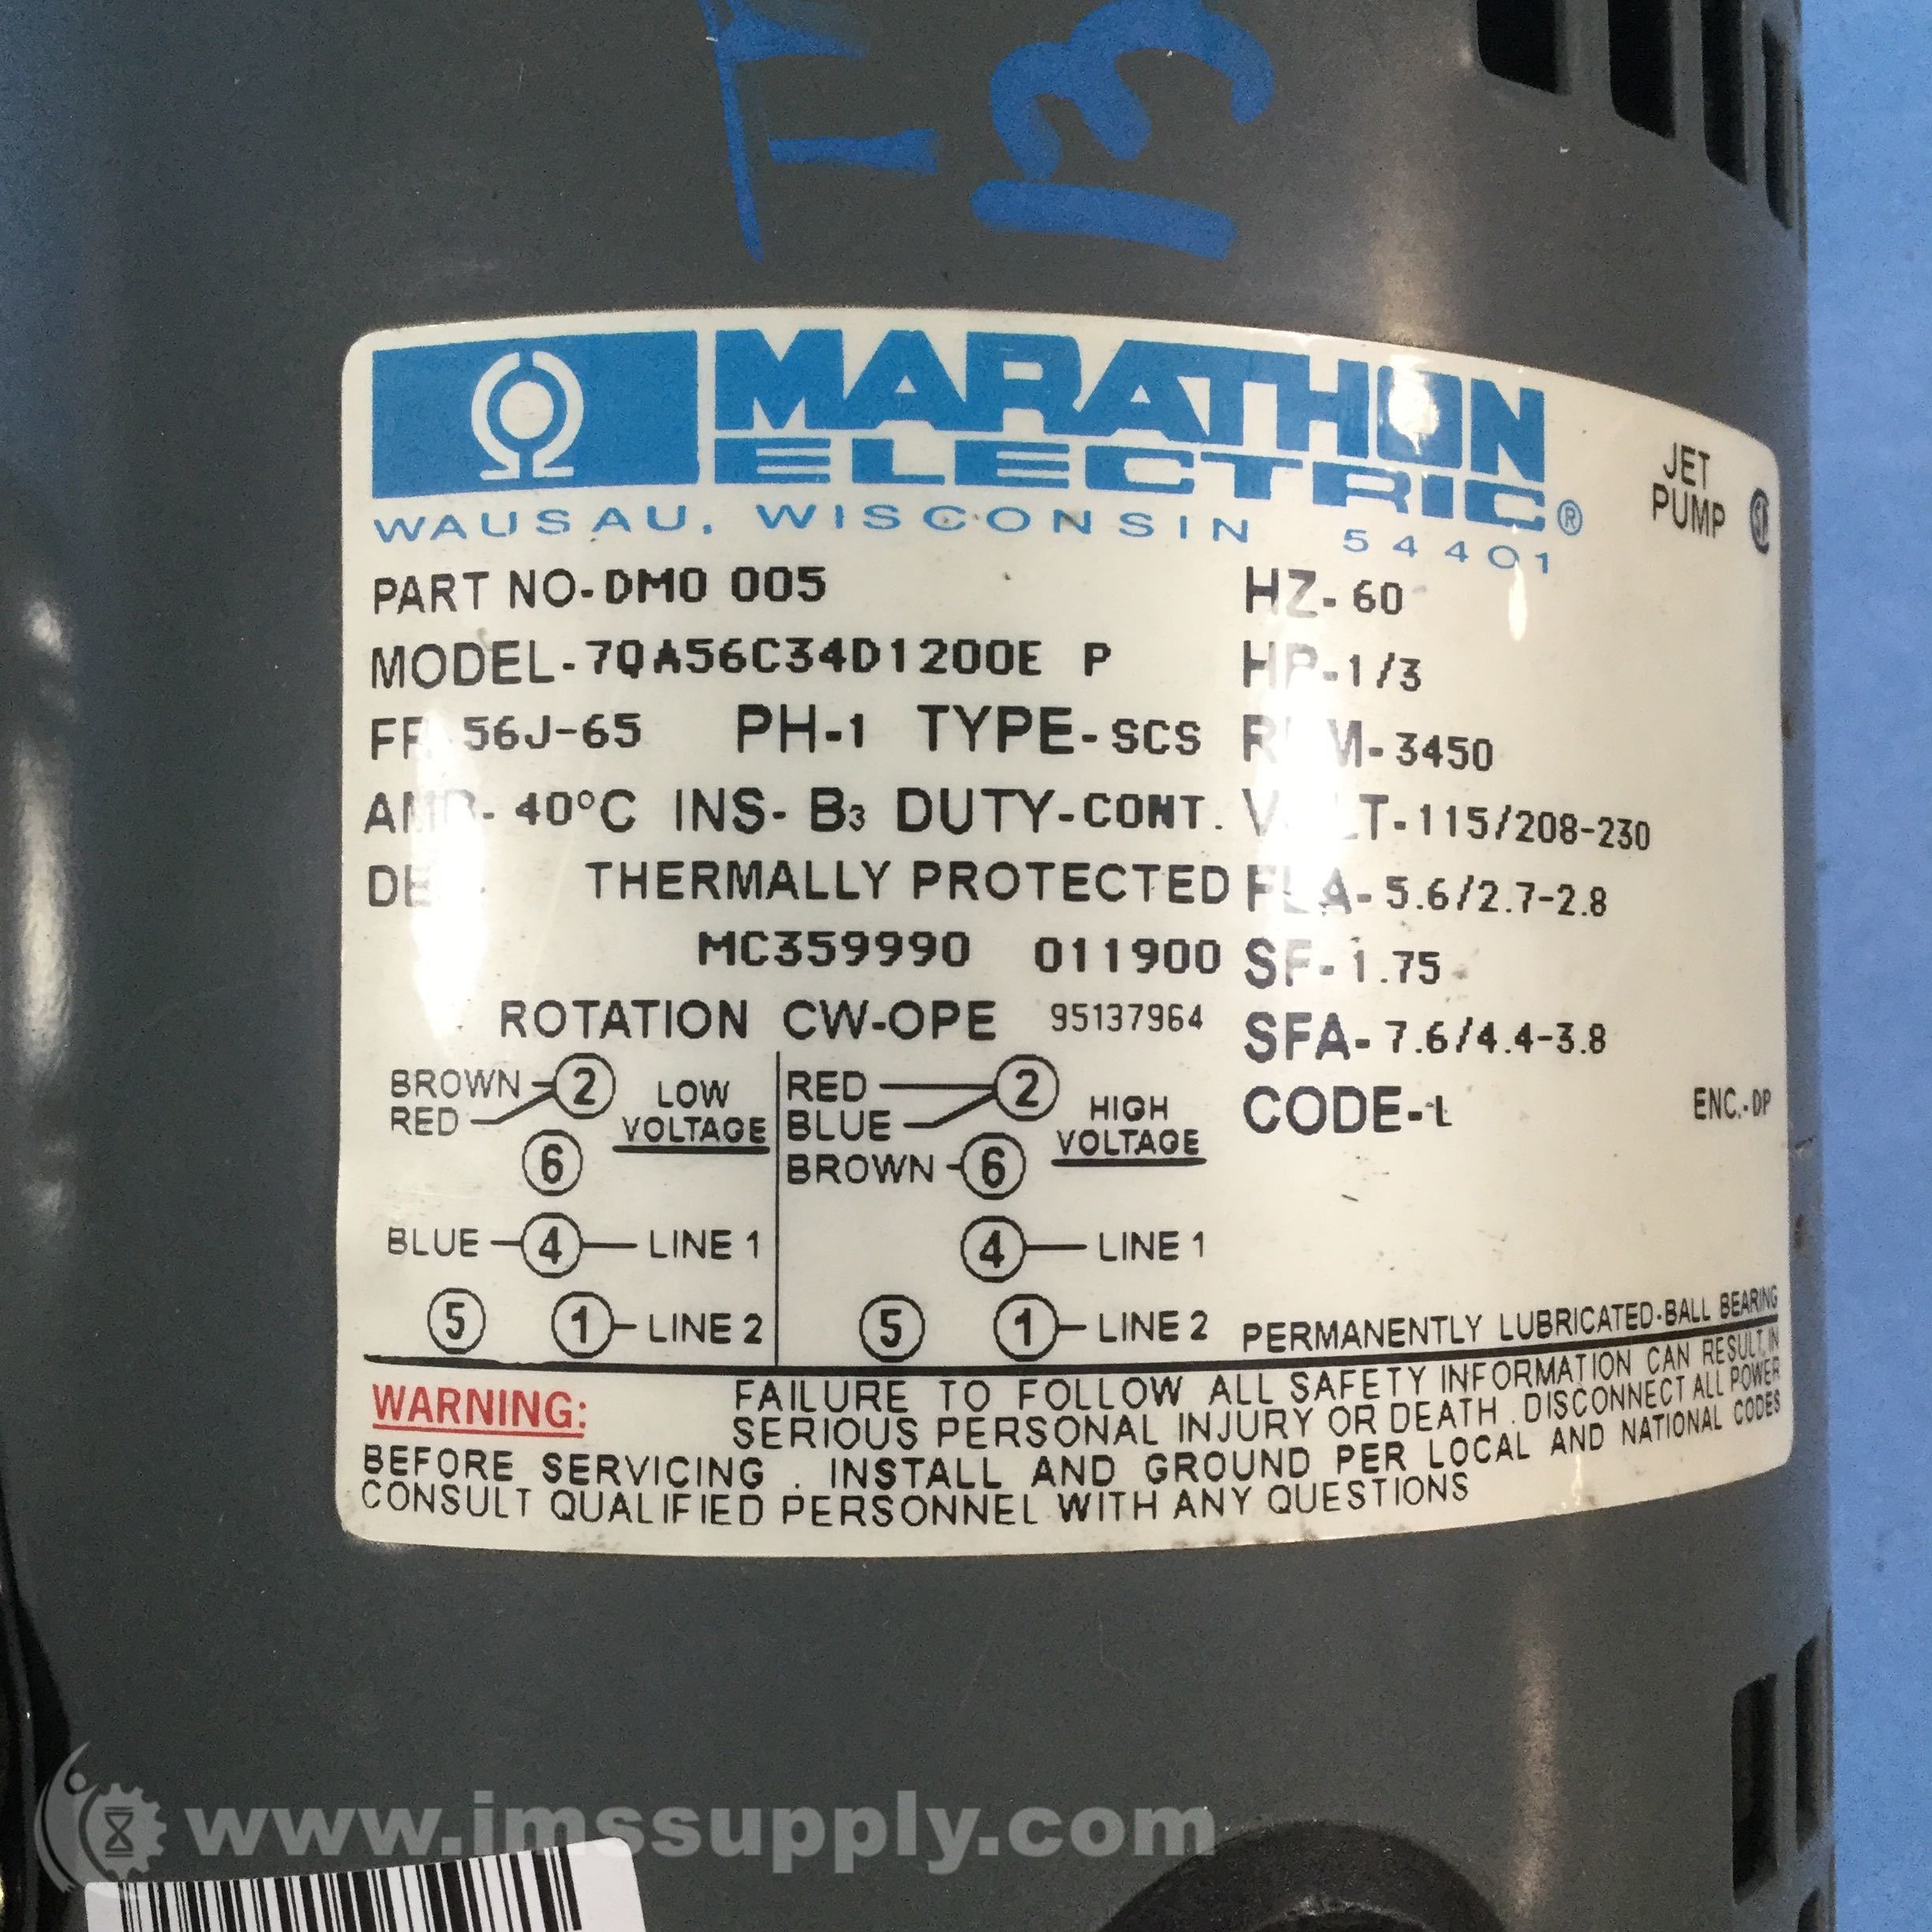 MARATHON
ELECTRIC®
WAUSAU, WISCONSIN 54401
JET
PUMP
PART NO-DM0 005
HZ-60
MODEL-7QA56C34D1200E P
HP-1/3
56J-65 PH-1 TYPE-SCS
RPM-3450
AMB-40°C INS-B3 DUTY-CONT.
VOLT-115/208-230
THERMALLY PROTECTED
FLA-5.6/2.7-2.8
MC359990 011900
SF-1.75
ROTATION CW-OPE 95137964
SFA-7.6/4.4-3.8
CODE-L
ENC.-DP
BROWN 2 LOW
RED VOLTAGE
6
BLUE 4 LINE 1
5 1 LINE 2
RED 2 HIGH
BLUE VOLTAGE
BROWN 6
4 LINE 1
5 1 LINE 2
PERMANENTLY LUBRICATED-BALL BEARING
WARNING: FAILURE TO FOLLOW ALL SAFETY INFORMATION CAN RESULT IN
SERIOUS PERSONAL INJURY OR DEATH. DISCONNECT ALL POWER
BEFORE SERVICING. INSTALL AND GROUND PER LOCAL AND NATIONAL CODES
CONSULT QUALIFIED PERSONNEL WITH ANY QUESTIONS
www.imssupply.com